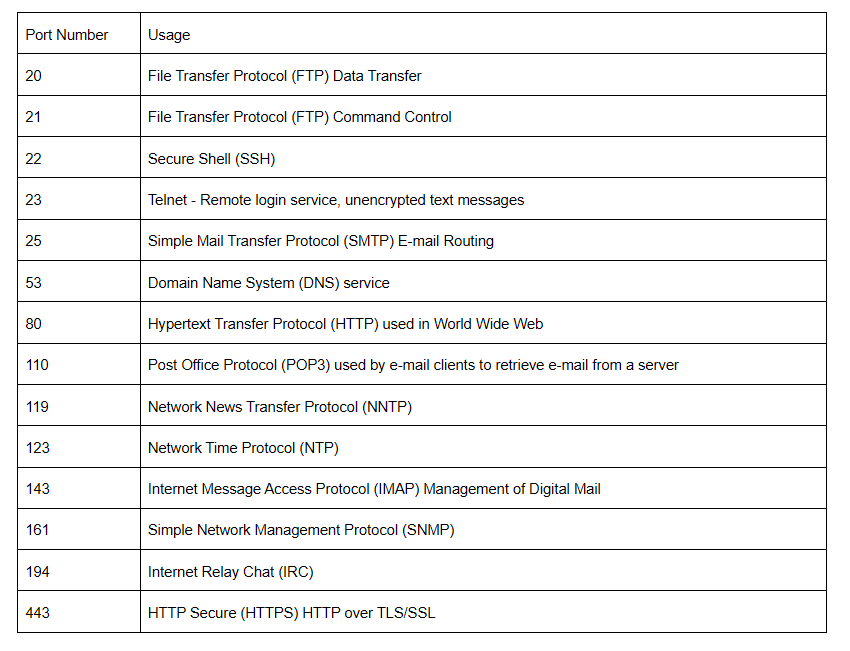 Port Number Usage
20 File Transfer Protocol (FTP) Data Transfer
21 File Transfer Protocol (FTP) Command Control
22 Secure Shell (SSH)
23 Telnet - Remote login service, unencrypted text messages
25 Simple Mail Transfer Protocol (SMTP) E-mail Routing
53 Domain Name System (DNS) service
80 Hypertext Transfer Protocol (HTTP) used in World Wide Web
110 Post Office Protocol (POP3) used by e-mail clients to retrieve e-mail from a server
119 Network News Transfer Protocol (NNTP)
123 Network Time Protocol (NTP)
143 Internet Message Access Protocol (IMAP) Management of Digital Mail
161 Simple Network Management Protocol (SNMP)
194 Internet Relay Chat (IRC)
443 HTTP Secure (HTTPS) HTTP over TLS/SSL